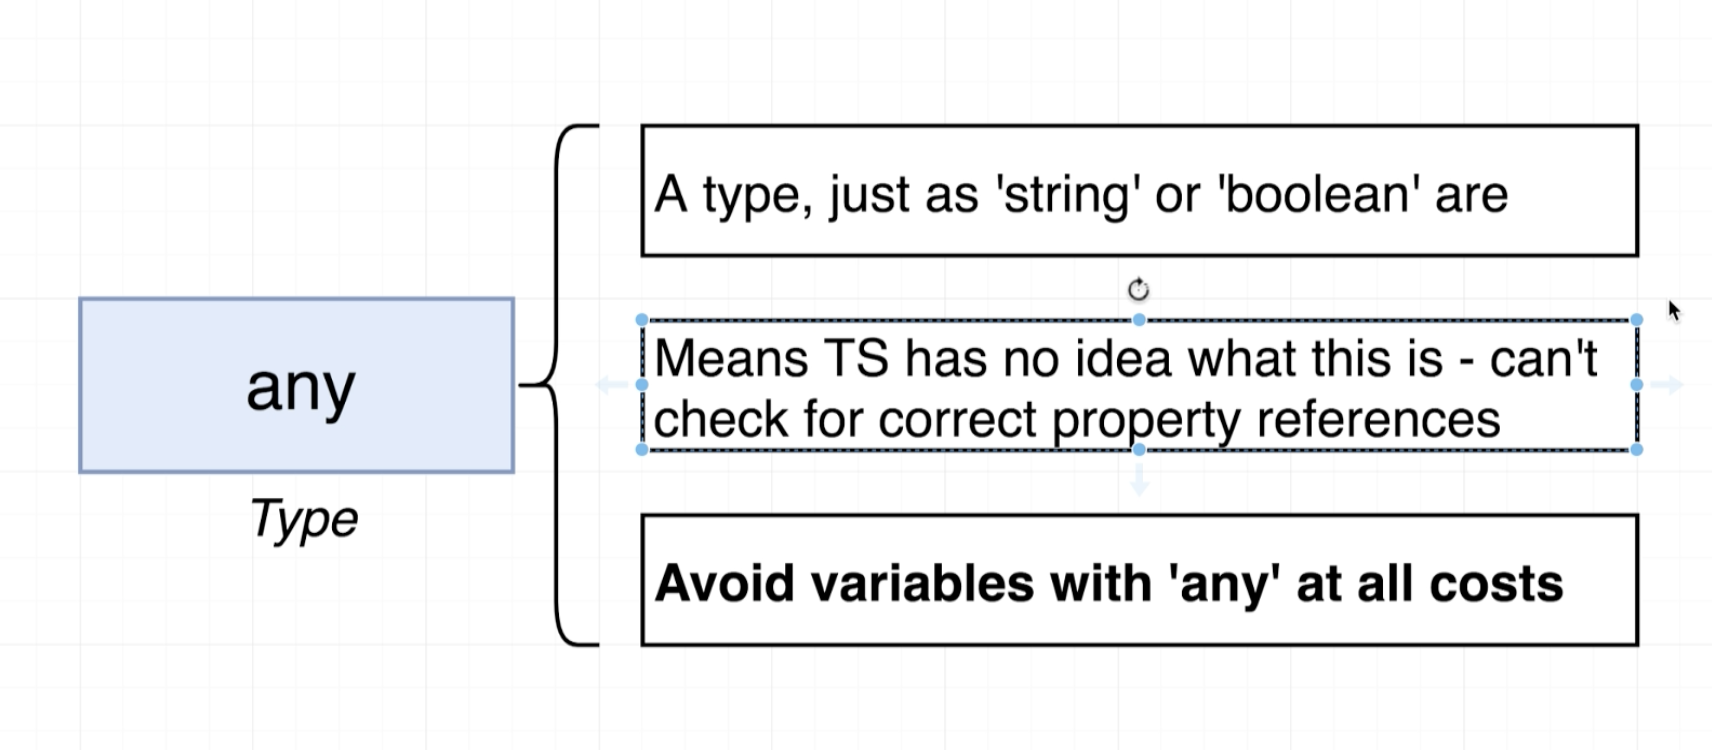 A type, just as 'string' or 'boolean' are
any
Type
Means TS has no idea what this is - can't
check for correct property references
Avoid variables with 'any' at all costs